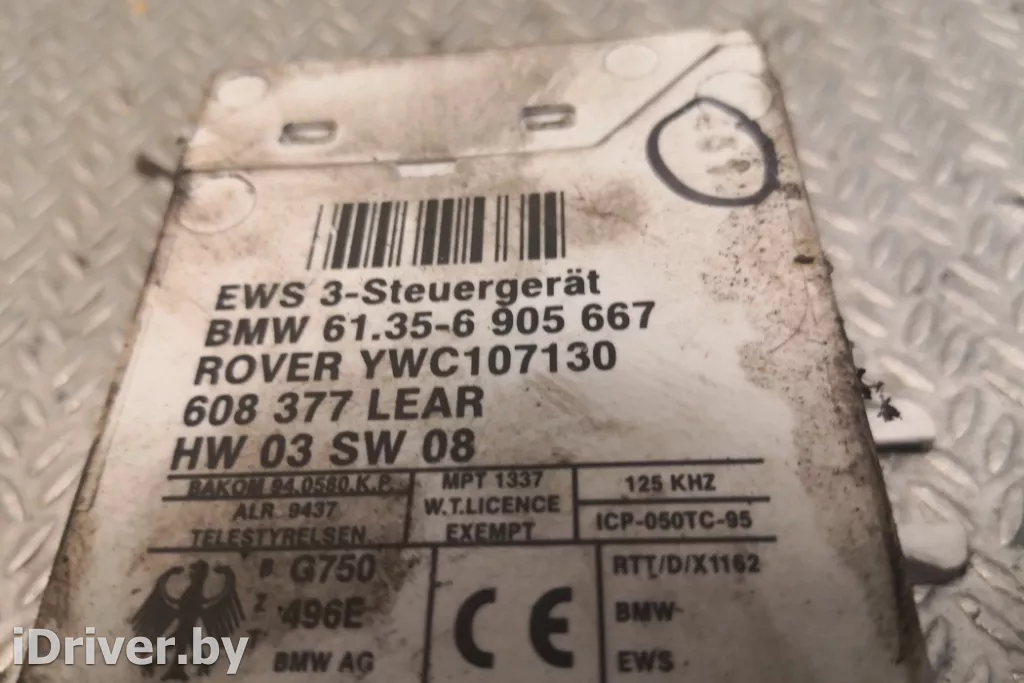 EWS 3-Steuergerät
BMW 61.35-6 905 667
ROVER YWC107130
608 377 LEAR
HW 03 SW 08
BAKOM 94.0580.K.P.
ALR 9437
TELESTYRELSEN
MPT 1337
W.T.LICENCE
EXEMPT
125 KHZ
ICP-050TC-95
G750
496E
BMW AG
CE
RTT/D/X1162
BMW
EWS
iDriver.by